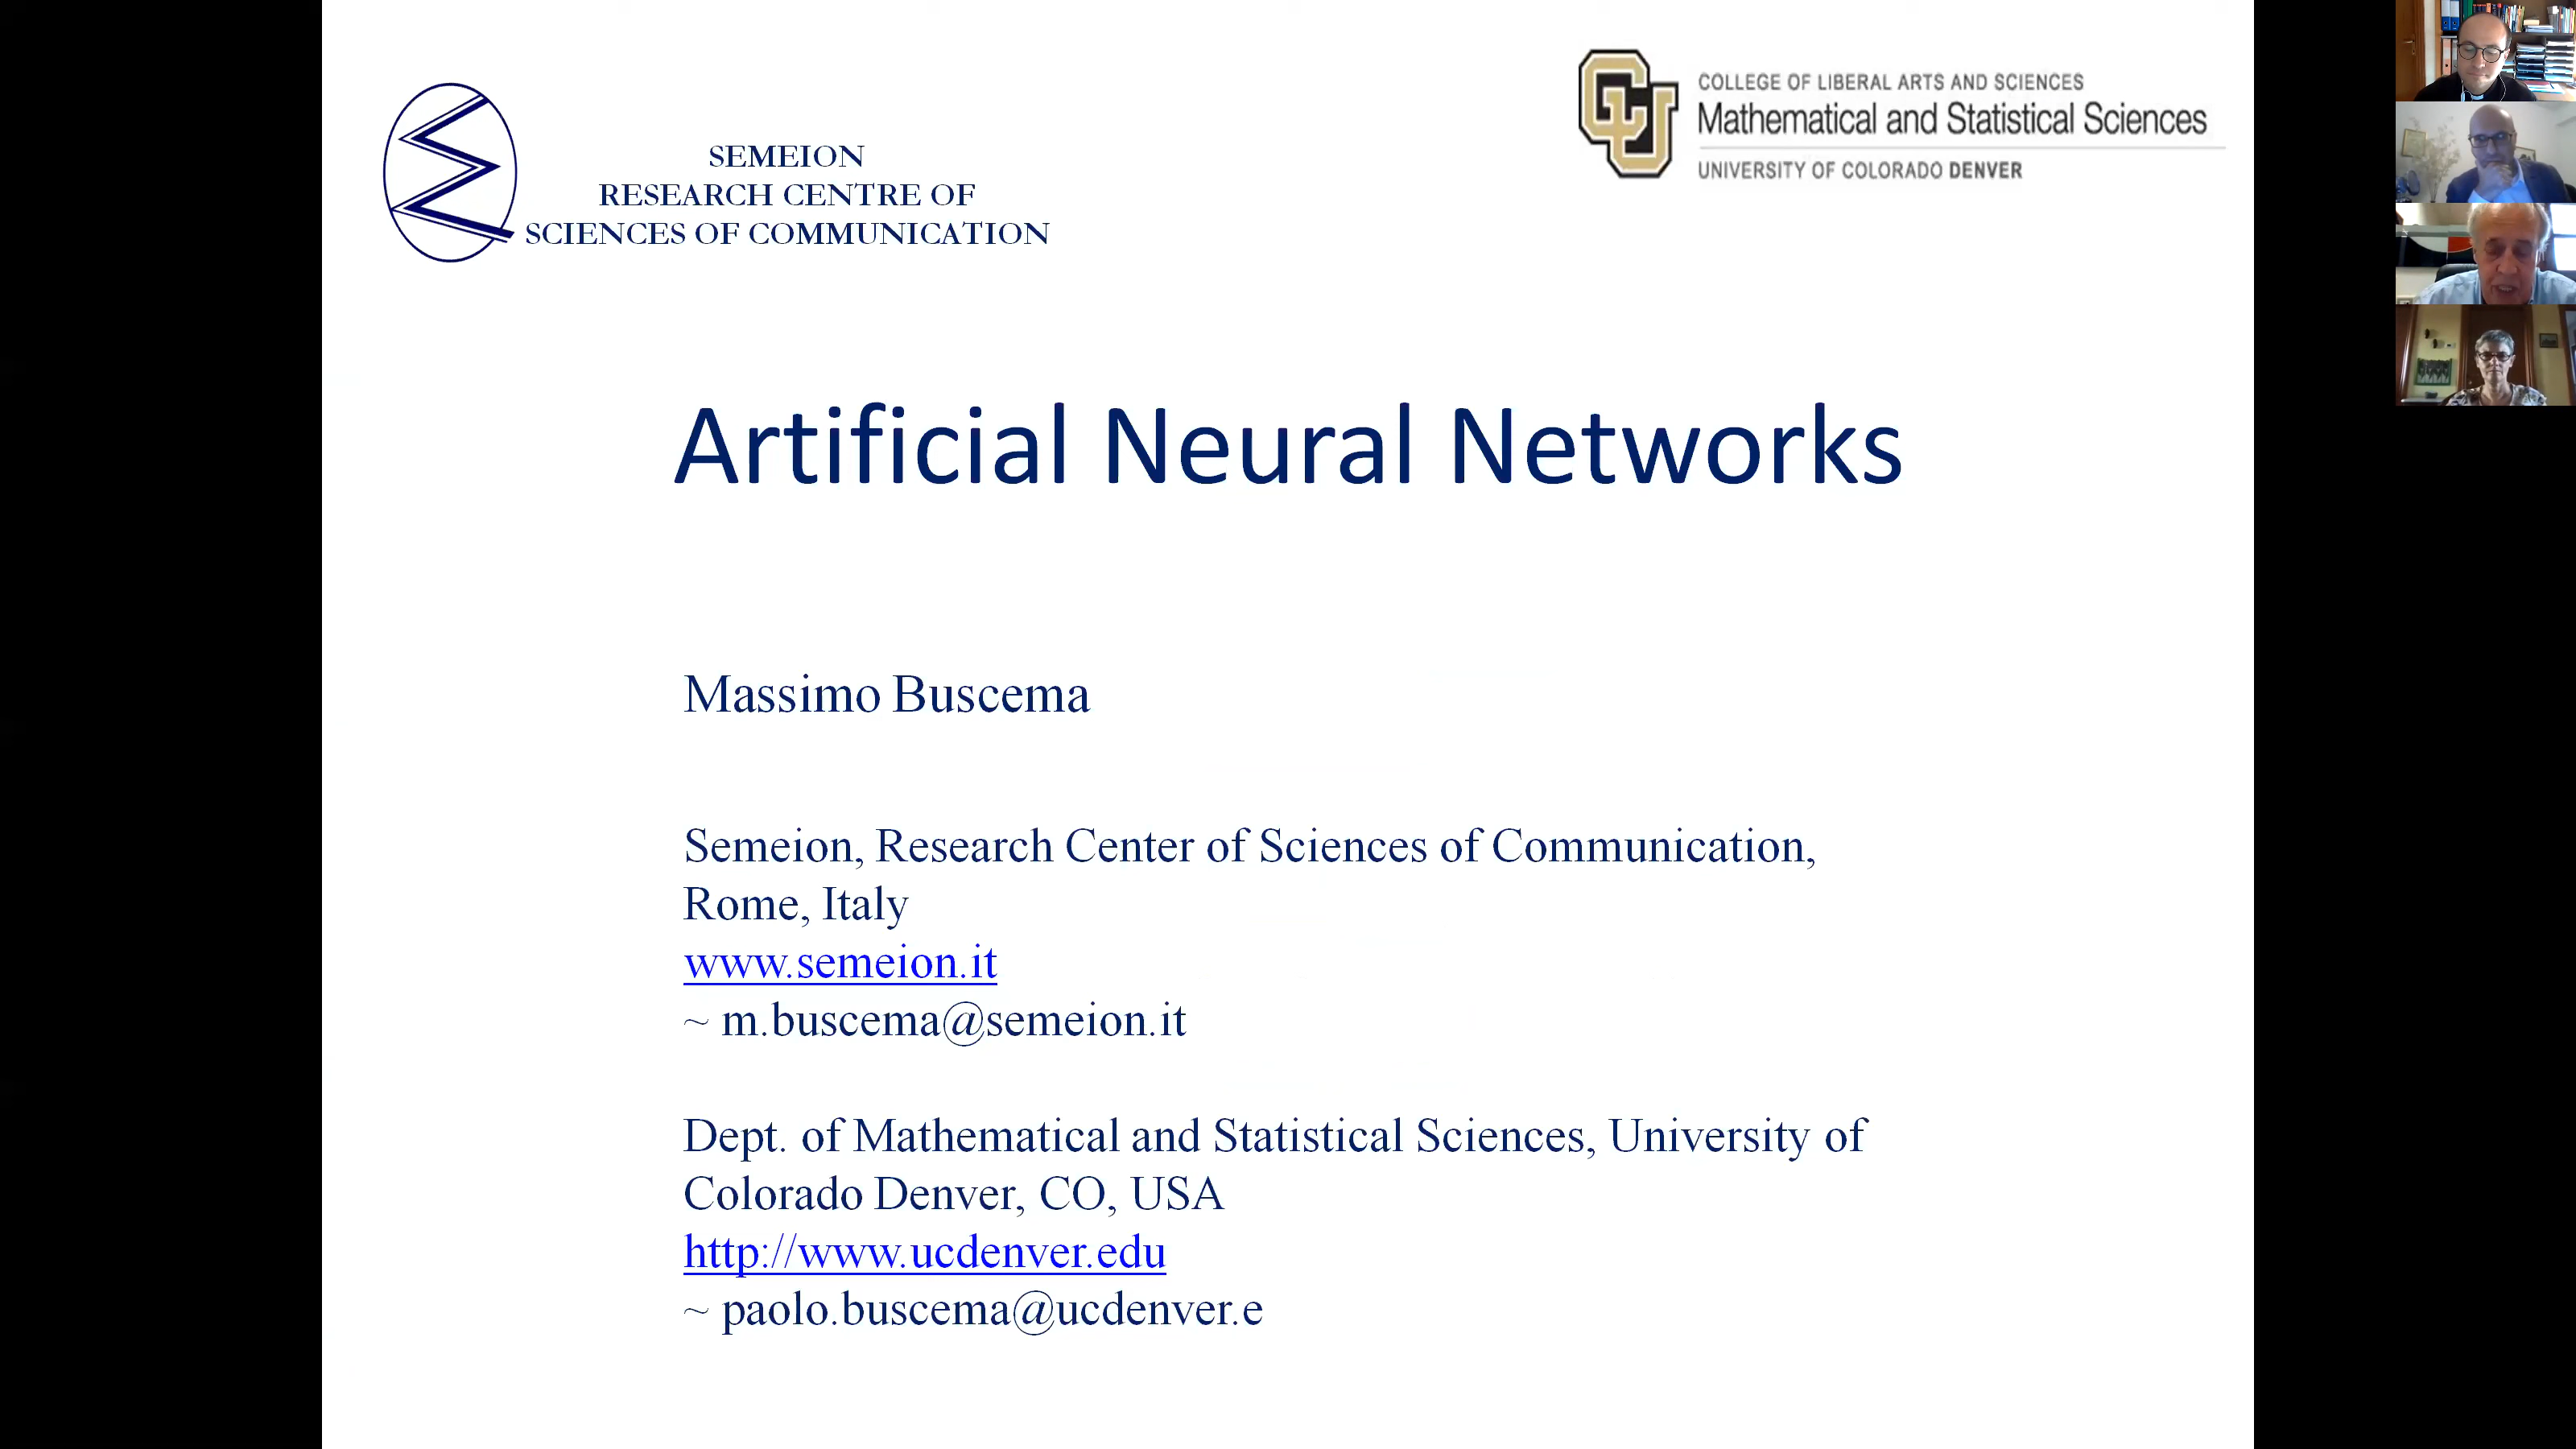 SEMEION
RESEARCH CENTRE OF
SCIENCES OF COMMUNICATION
CU
COLLEGE OF LIBERAL ARTS AND SCIENCES
Mathematical and Statistical Sciences
UNIVERSITY OF COLORADO DENVER
Artificial Neural Networks
Massimo Buscema
Semeion, Research Center of Sciences of Communication,
Rome, Italy
www.semeion.it
~ m.buscema@semeion.it
Dept. of Mathematical and Statistical Sciences, University of
Colorado Denver, CO, USA
http://www.ucdenver.edu
~ paolo.buscema@ucdenver.e